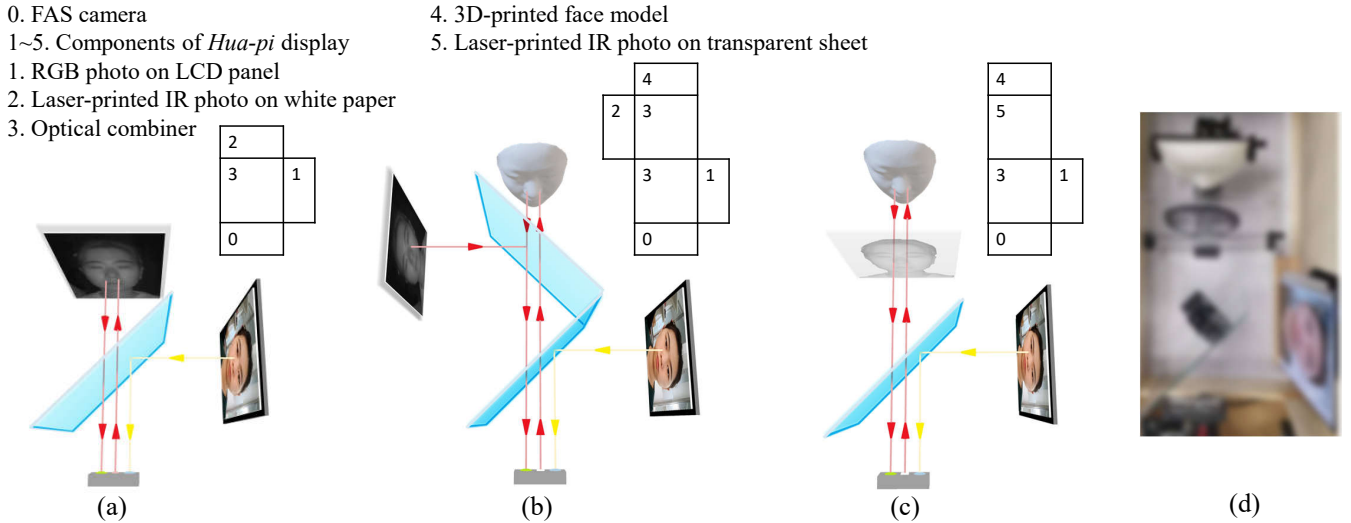 0. FAS camera
1~5. Components of Hua-pi display
1. RGB photo on LCD panel
2. Laser-printed IR photo on white paper
3. Optical combiner
4. 3D-printed face model
5. Laser-printed IR photo on transparent sheet
2
3 1
0
4
2 3
3 1
0
4
5
3 1
0
(a)
(b)
(c)
(d)